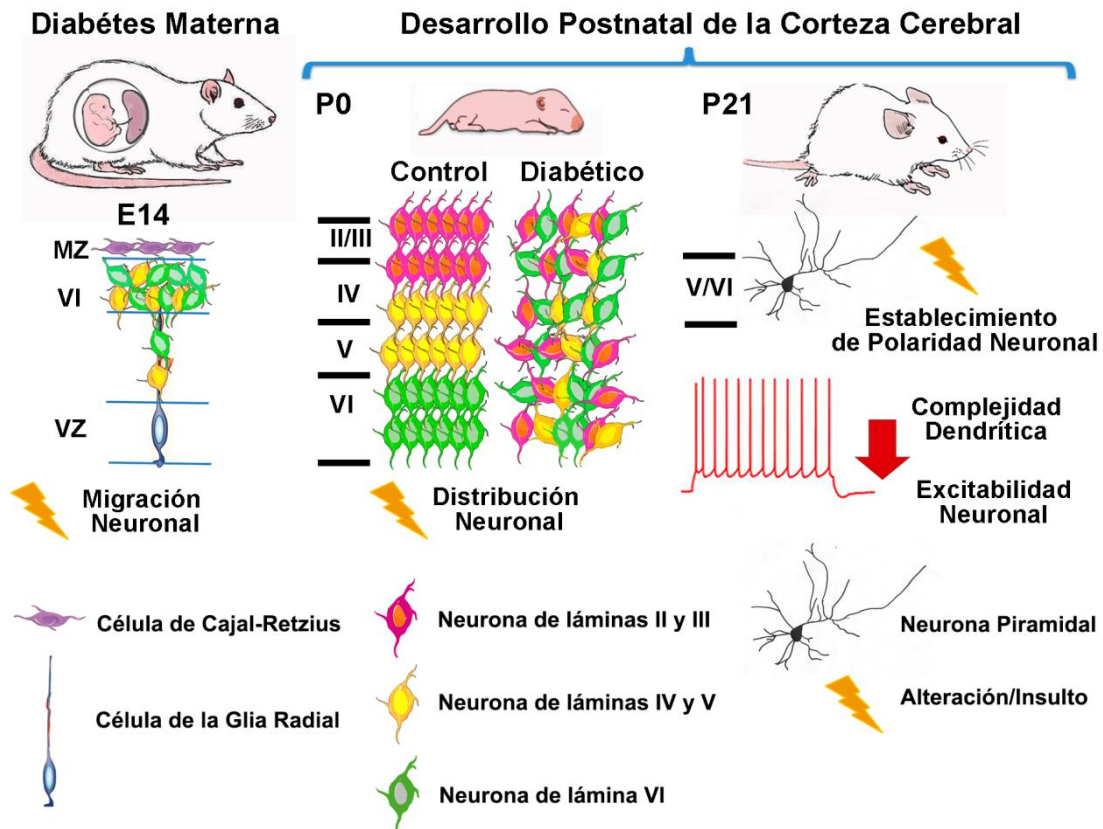 Diabétes Materna
Desarrollo Postnatal de la Corteza Cerebral
E14
MZ
VI
VZ
Migración
Neuronal
P0
Control
Diabético
II/III
IV
V
VI
Distribución
Neuronal
P21
V/VI
Establecimiento
de Polaridad Neuronal
Complejidad
Dendrítica
Excitabilidad
Neuronal
Célula de Cajal-Retzius
Célula de la Glia Radial
Neurona de láminas II y III
Neurona de láminas IV y V
Neurona de lámina VI
Neurona Piramidal
Alteración/Insulto